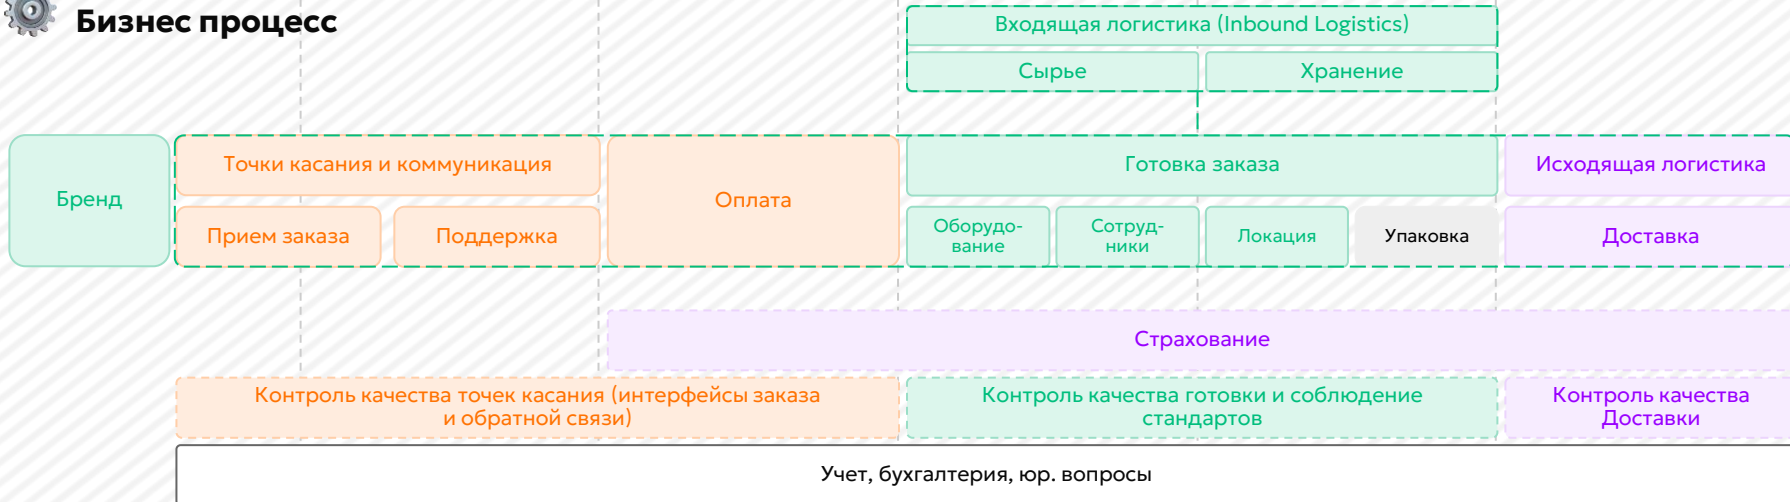 Бизнес процесс
Входящая логистика (Inbound Logistics)
Сырье
Хранение
Бренд
Точки касания и коммуникация
Прием заказа
Поддержка
Оплата
Готовка заказа
Оборудо-
вание
Сотруд-
ники
Локация
Упаковка
Исходящая логистика
Доставка
Страхование
Контроль качества точек касания (интерфейсы заказа
и обратной связи)
Контроль качества готовки и соблюдение
стандартов
Контроль качества
Доставки
Учет, бухгалтерия, юр. вопросы